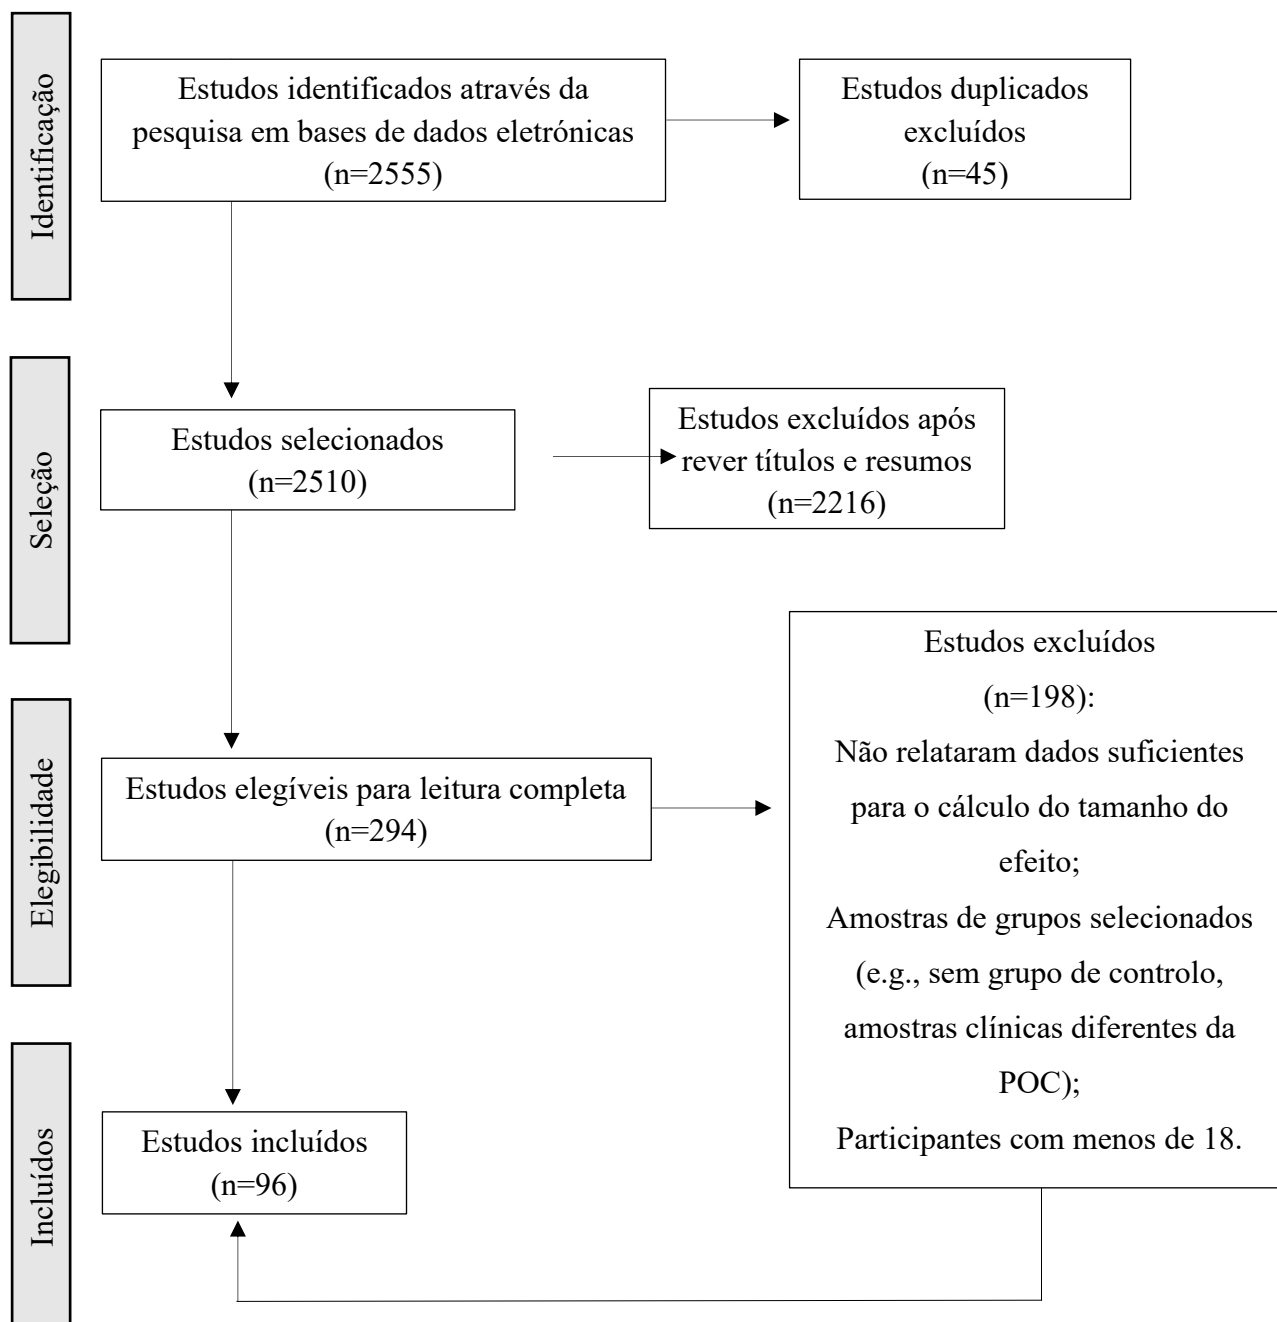 Identificação
Estudos identificados através da
pesquisa em bases de dados eletrónicas
(n=2555)
Estudos duplicados
excluídos
(n=45)
Seleção
Estudos selecionados
(n=2510)
Estudos excluídos após
rever títulos e resumos
(n=2216)
Elegibilidade
Estudos elegíveis para leitura completa
(n=294)
Estudos excluídos
(n=198):
Não relataram dados suficientes
para o cálculo do tamanho do
efeito;
Amostras de grupos selecionados
(e.g., sem grupo de controlo,
amostras clínicas diferentes da
POC);
Participantes com menos de 18.
Incluídos
Estudos incluídos
(n=96)